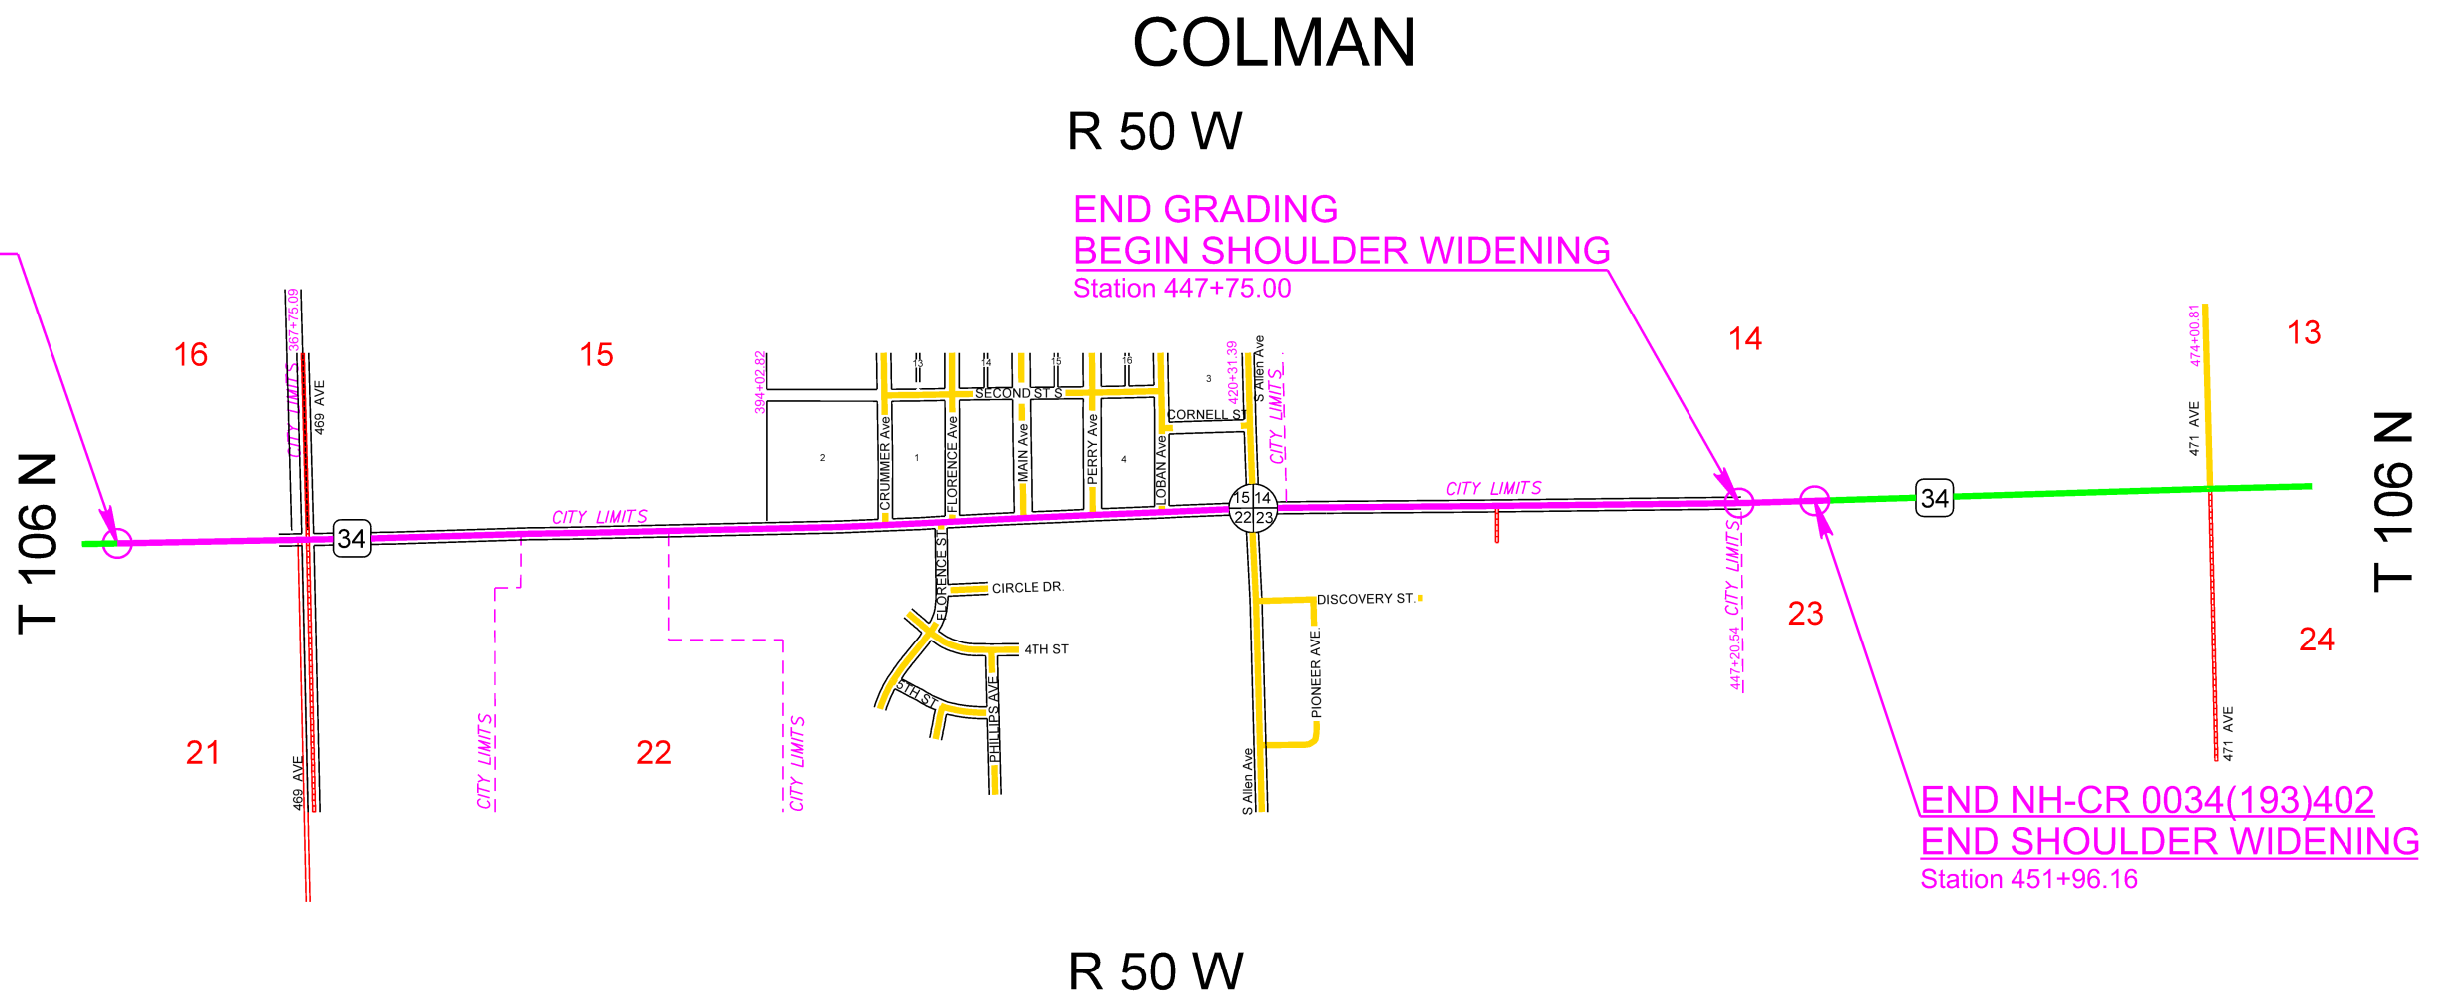 COLMAN
R 50 W
END GRADING
BEGIN SHOULDER WIDENING
Station 447+75.00
16
15
14
13
CITY LIMITS 367+75.09
469 AVE
394+02.82
420+31.39
S Allen Ave
CITY LIMITS
474+00.81
471 AVE
13
14
15
16
3
SECOND ST S
CORNELL ST
2
1
4
CRUMMER Ave
FLORENCE Ave
MAIN Ave
PERRY Ave
LOBAN Ave
T 106 N
T 106 N
34
CITY LIMITS
15 14
22 23
CITY LIMITS
34
FLORENCE ST
CIRCLE DR.
4TH ST
5TH ST
PHILLIPS AVE
DISCOVERY ST.
PIONEER AVE.
447+20.54 CITY LIMITS
23
24
21
22
469 AVE
CITY LIMITS
CITY LIMITS
S Allen Ave
471 AVE
END NH-CR 0034(193)402
END SHOULDER WIDENING
Station 451+96.16
R 50 W